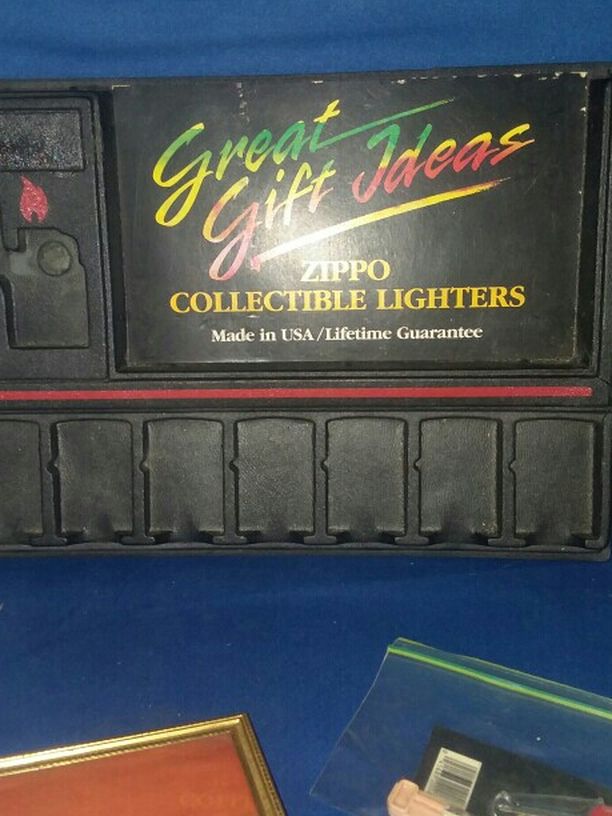 Great
Gift Ideas
ZIPPO
COLLECTIBLE LIGHTERS
Made in USA/Lifetime Guarantee